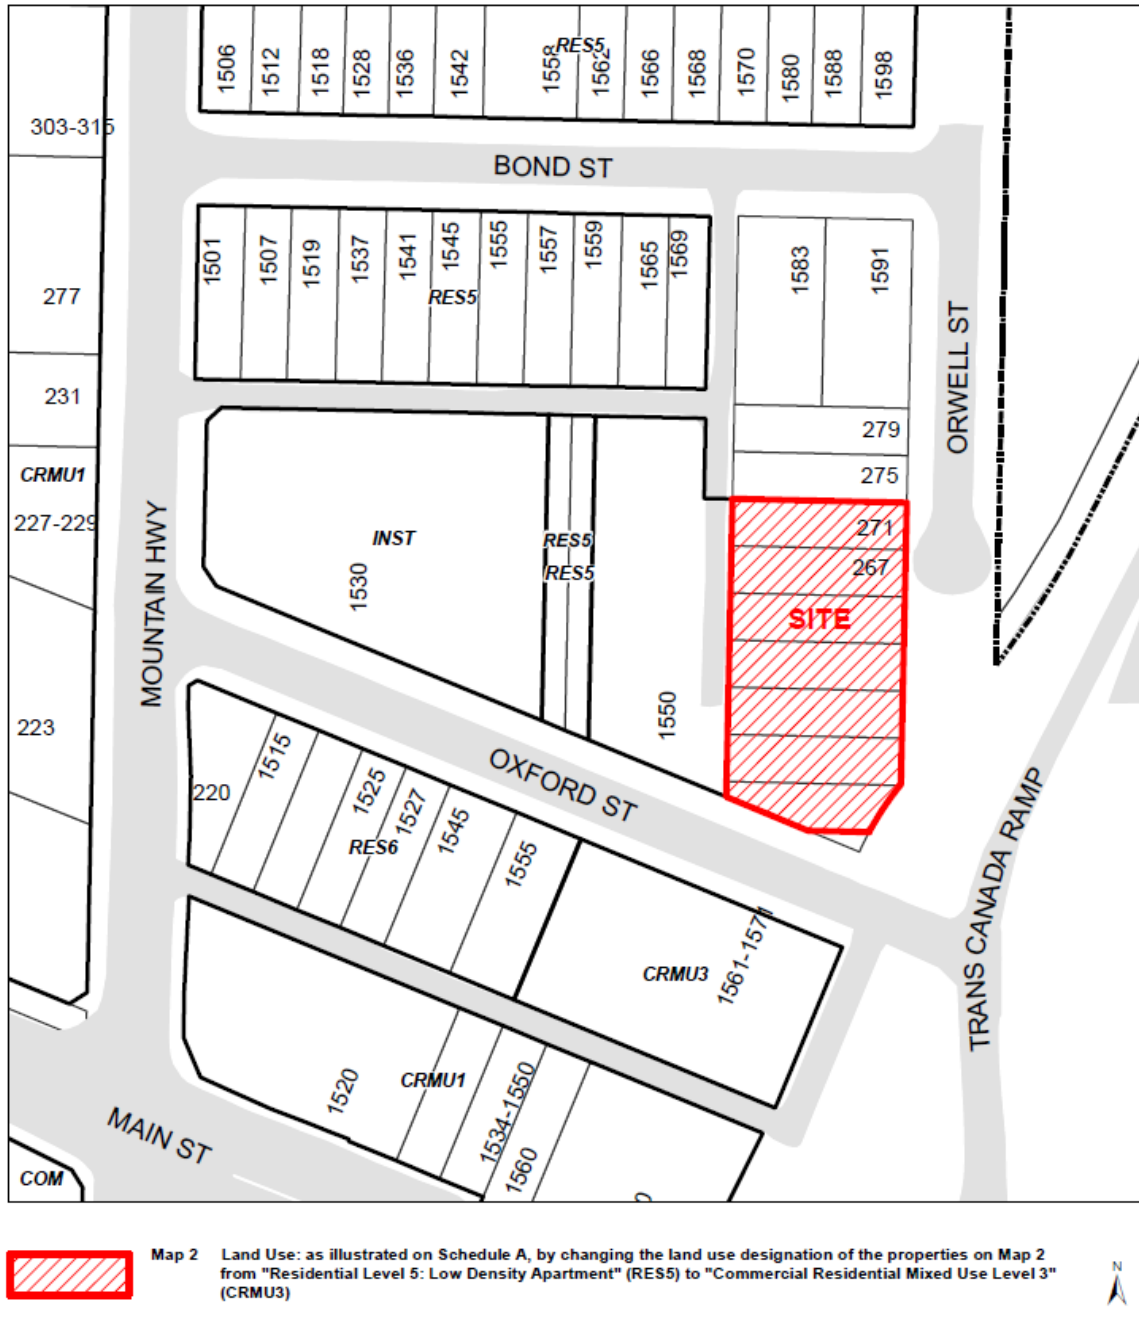 1506
1512
1518
1528
1536
1542
1558
RES5
1562
1566
1568
1570
1580
1588
1598
303-315
BOND ST
1501
1507
1519
1537
1541
1545
1555
1557
1559
1565
1569
1583
1591
RES5
277
231
CRMU1
227-229
223
279
275
ORWELL ST
MOUNTAIN HWY
INST
1530
RES5
RES5
271
267
SITE
1550
OXFORD ST
220
1515
1525
1527
1545
1555
RES6
CRMU3
1561-1571
TRANS CANADA RAMP
1520
CRMU1
1534-1550
1560
MAIN ST
COM
Map 2 Land Use: as illustrated on Schedule A, by changing the land use designation of the properties on Map 2
from "Residential Level 5: Low Density Apartment" (RES5) to "Commercial Residential Mixed Use Level 3"
(CRMU3)
N